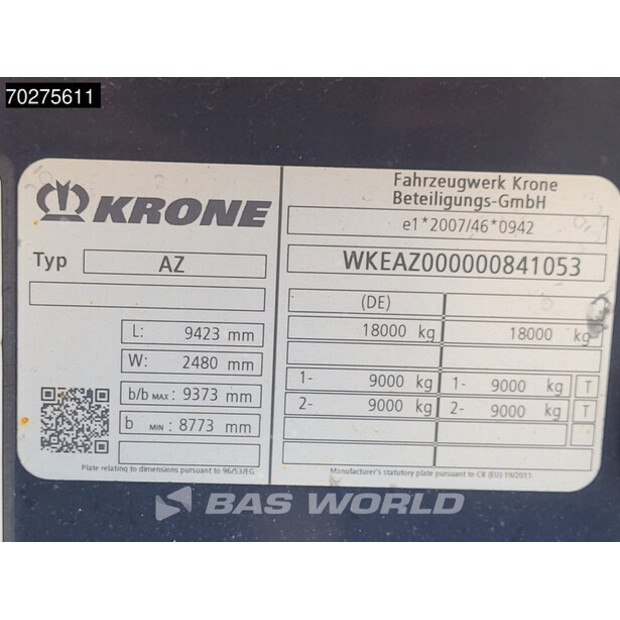 70275611
KRONE
Fahrzeugwerk Krone
Beteiligungs-GmbH
e1*2007/46*0942
Typ AZ
WKEAZ000000841053
(DE)
L: 9423 mm
18000 kg 18000 kg
W: 2480 mm
b/b MAX : 9373 mm
1- 9000 kg 1- 9000 kg T
b MIN : 8773 mm
2- 9000 kg 2- 9000 kg T
Plate relating to dimensions pursuant to 96/53/EG
Manufacturer's statutory plate pursuant to CR (EU) 19/2011
BAS WORLD